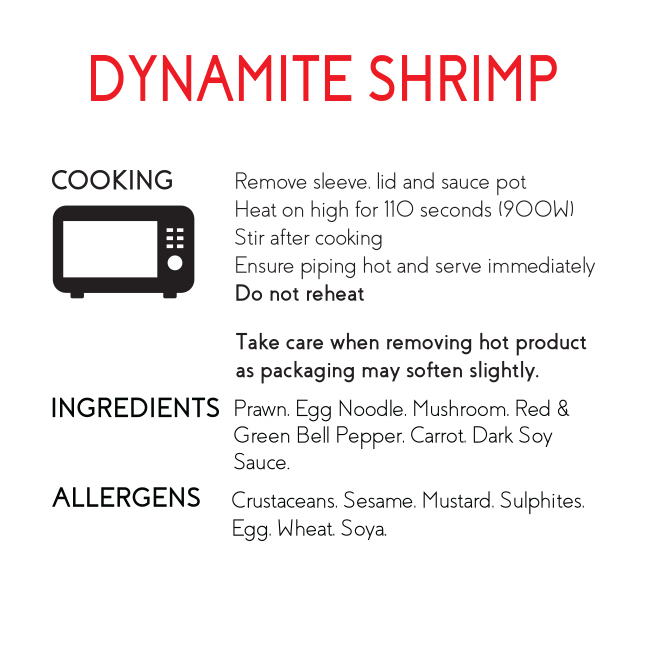 DYNAMITE SHRIMP
COOKING
Remove sleeve. lid and sauce pot
Heat on high for 110 seconds (900W)
Stir after cooking
Ensure piping hot and serve immediately
Do not reheat
Take care when removing hot product
as packaging may soften slightly.
INGREDIENTS
Prawn. Egg Noodle. Mushroom. Red &
Green Bell Pepper. Carrot. Dark Soy
Sauce.
ALLERGENS
Crustaceans. Sesame. Mustard. Sulphites.
Egg. Wheat. Soya.